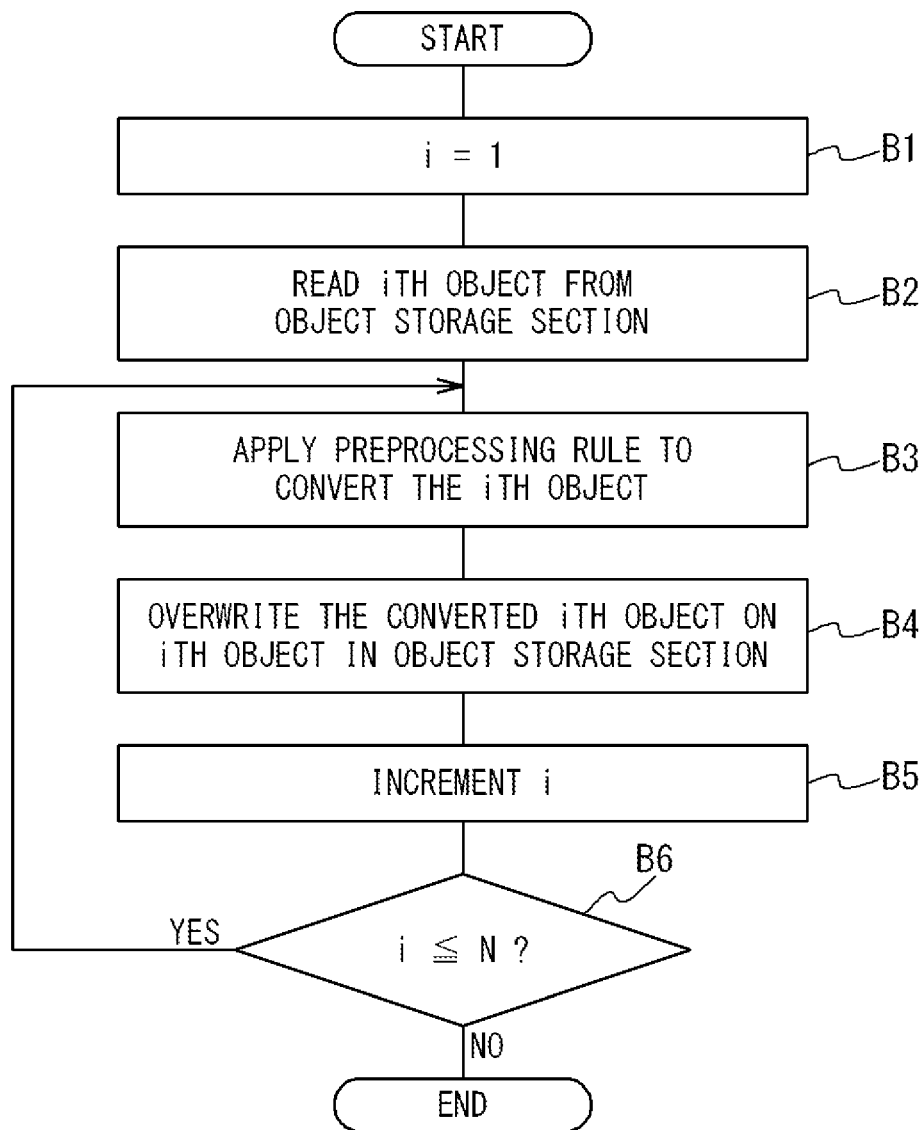 START
i = 1
B1
READ iTH OBJECT FROM
OBJECT STORAGE SECTION
B2
APPLY PREPROCESSING RULE TO
CONVERT THE iTH OBJECT
B3
OVERWRITE THE CONVERTED iTH OBJECT ON
iTH OBJECT IN OBJECT STORAGE SECTION
B4
INCREMENT i
B5
B6
YES
i ≦ N ?
NO
END